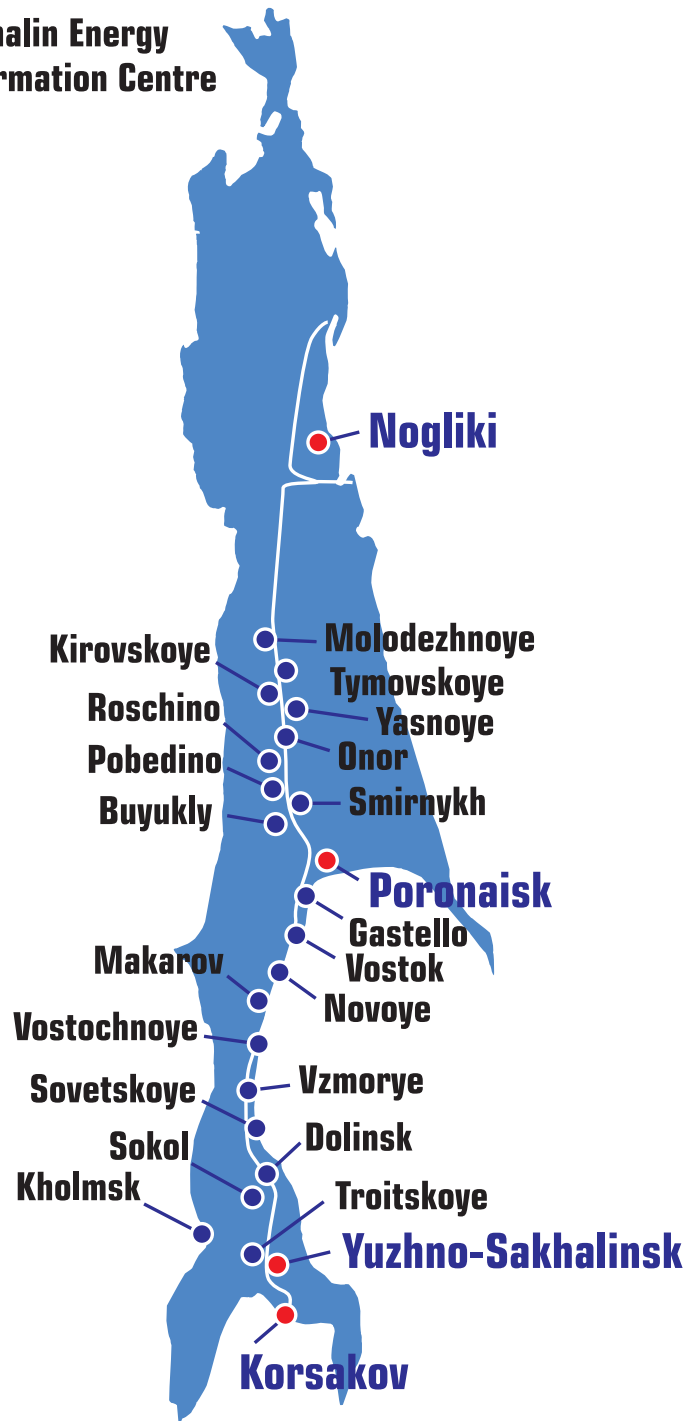 nalin Energy
rmation Centre
Nogliki
Molodezhnoye
Kirovskoye
Tymovskoye
Roschino
Yasnoye
Onor
Pobedino
Smirnykh
Buyukly
Poronaisk
Gastello
Makarov
Vostok
Novoye
Vostochnoye
Vzmorye
Sovetskoye
Sokol
Dolinsk
Kholmsk
Troitskoye
Yuzhno-Sakhalinsk
Korsakov